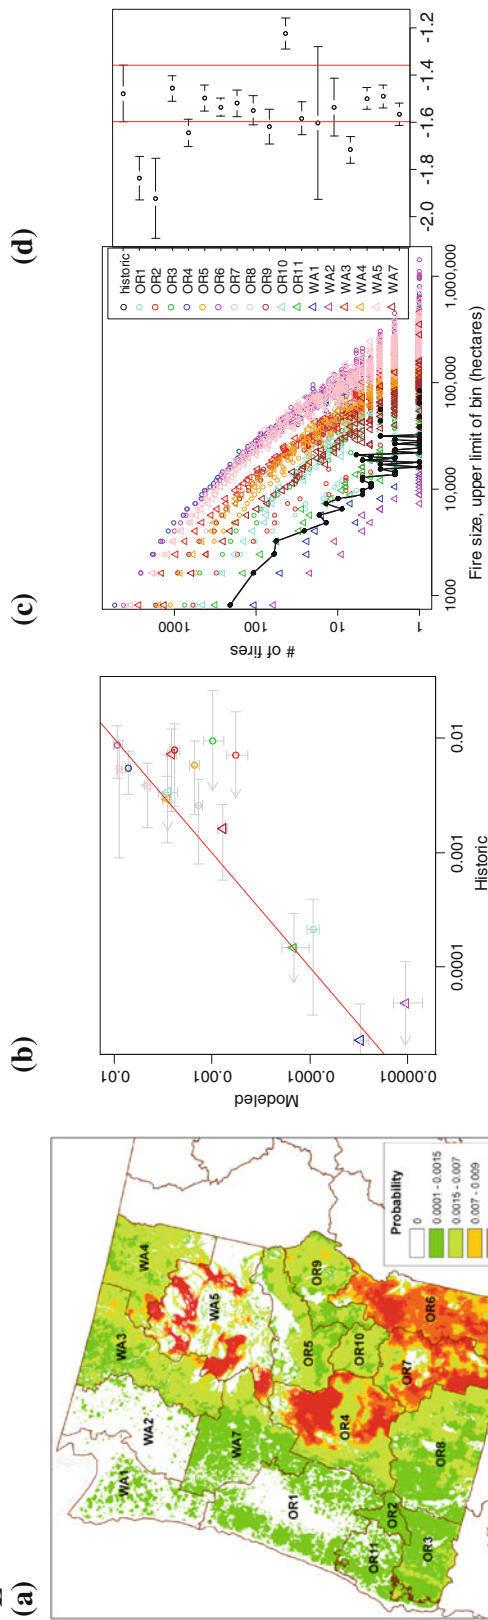 (a)
WA1
WA2
WA3
WA4
WA5
WA7
OR1
OR5
OR9
OR4
OR10
OR11
OR2
OR7
OR6
OR3
OR8
Probability
0
0.0001 - 0.0015
0.0015 - 0.007
0.007 - 0.009
(b)
Modeled
0.01
0.001
0.0001
0.00001
0.0001
0.001
0.01
Historic
(c)
# of fires
1000
100
10
1
1000
10,000
100,000
1,000,000
Fire size, upper limit of bin (hectares)
historic
OR1
OR2
OR3
OR4
OR5
OR6
OR7
OR8
OR9
OR10
OR11
WA1
WA2
WA3
WA4
WA5
WA7
(d)
-2.0
-1.8
-1.6
-1.4
-1.2